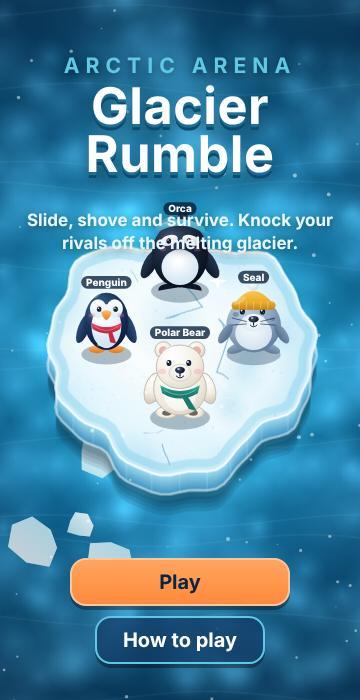 ARCTIC ARENA
Glacier
Rumble
Orca
Slide, shove and survive. Knock your
rivals off the melting glacier.
Penguin
Seal
Polar Bear
Play
How to play